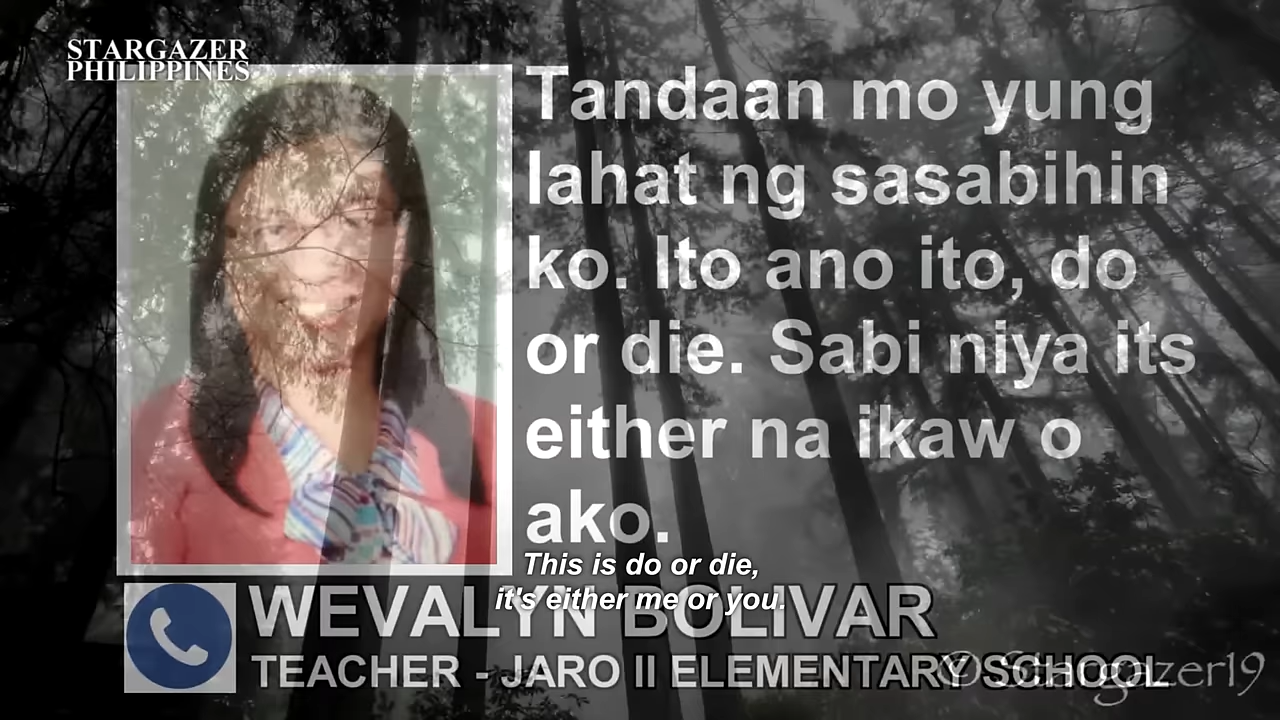 STARGAZER
PHILIPPINES
Tandaan mo yung
lahat ng sasabihin
ko. Ito ano ito, do
or die. Sabi niya its
either na ikaw o
ako.
This is do or die,
it's either me or you.
WEVALYN BOLIVAR
TEACHER - JARO II ELEMENTARY SCHOOL
© Stargazer19